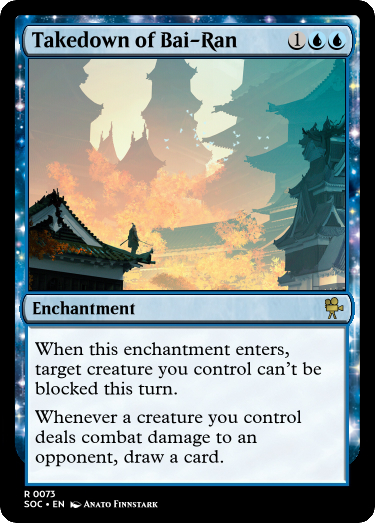 Takedown of Bai-Ran 1
Enchantment
When this enchantment enters,
target creature you control can't be
blocked this turn.
Whenever a creature you control
deals combat damage to an
opponent, draw a card.
R 0073
SOC • EN Anato Finnstark